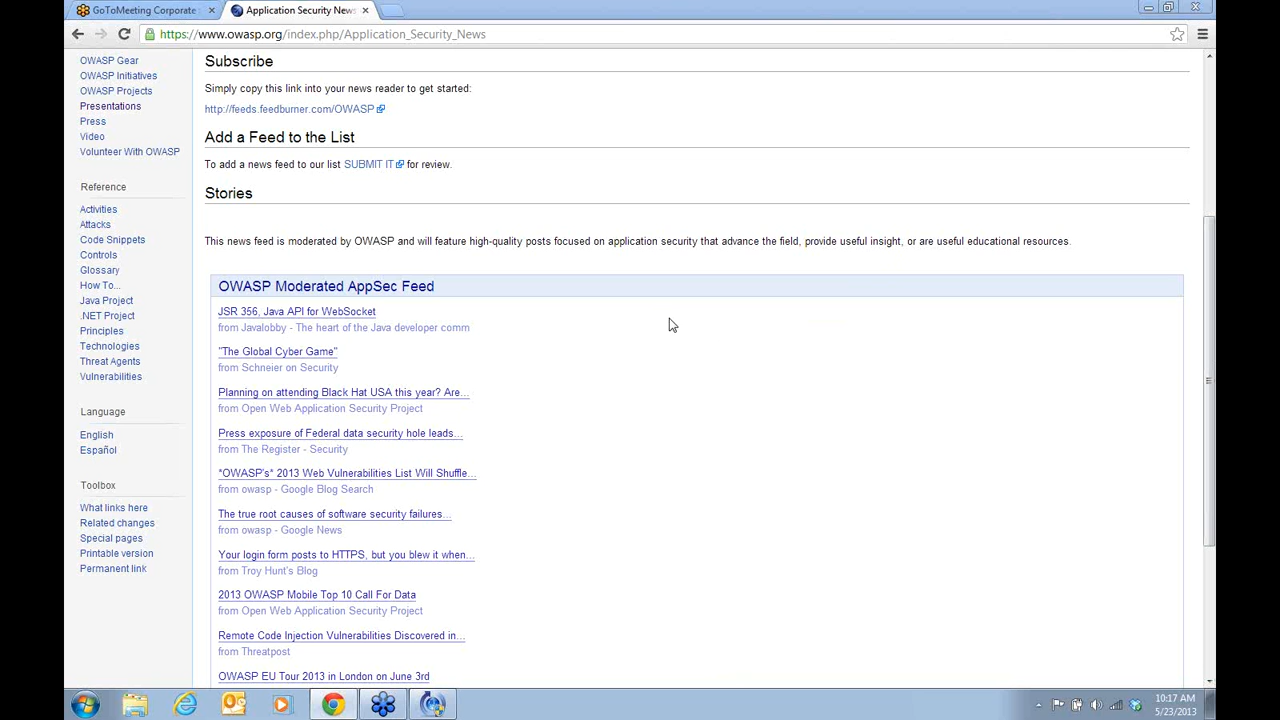 GoToMeeting Corporate
Application Security News
https://www.owasp.org/index.php/Application_Security_News
OWASP Gear
OWASP Initiatives
OWASP Projects
Presentations
Press
Video
Volunteer With OWASP
Reference
Activities
Attacks
Code Snippets
Controls
Glossary
How To...
Java Project
.NET Project
Principles
Technologies
Threat Agents
Vulnerabilities
Language
English
Español
Toolbox
What links here
Related changes
Special pages
Printable version
Permanent link
Subscribe
Simply copy this link into your news reader to get started:
http://feeds.feedburner.com/OWASP
Add a Feed to the List
To add a news feed to our list SUBMIT IT for review.
Stories
This news feed is moderated by OWASP and will feature high-quality posts focused on application security that advance the field, provide useful insight, or are useful educational resources.
OWASP Moderated AppSec Feed
JSR 356, Java API for WebSocket
from Javalobby - The heart of the Java developer comm
"The Global Cyber Game"
from Schneier on Security
Planning on attending Black Hat USA this year? Are...
from Open Web Application Security Project
Press exposure of Federal data security hole leads...
from The Register - Security
*OWASP's* 2013 Web Vulnerabilities List Will Shuffle...
from owasp - Google Blog Search
The true root causes of software security failures...
from owasp - Google News
Your login form posts to HTTPS, but you blew it when...
from Troy Hunt's Blog
2013 OWASP Mobile Top 10 Call For Data
from Open Web Application Security Project
Remote Code Injection Vulnerabilities Discovered in...
from Threatpost
OWASP EU Tour 2013 in London on June 3rd
10:17 AM
5/23/2013